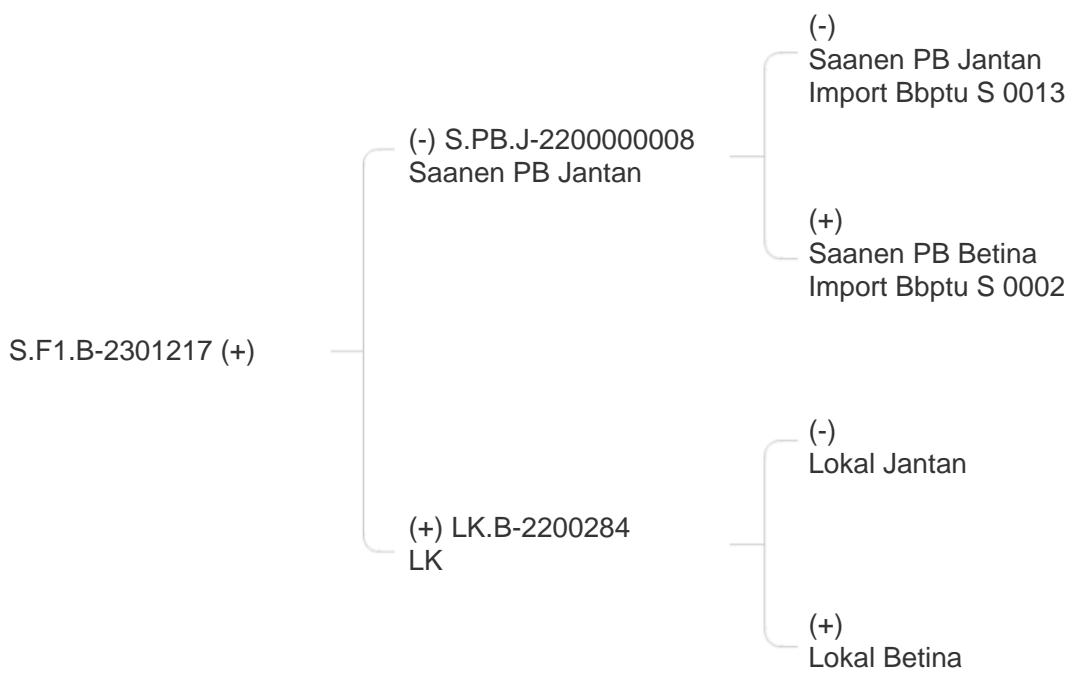 (-)
Saanen PB Jantan
Import Bbptu S 0013
(-) S.PB.J-2200000008
Saanen PB Jantan
(+)
Saanen PB Betina
Import Bbptu S 0002
S.F1.B-2301217 (+)
(-)
Lokal Jantan
(+) LK.B-2200284
LK
(+)
Lokal Betina